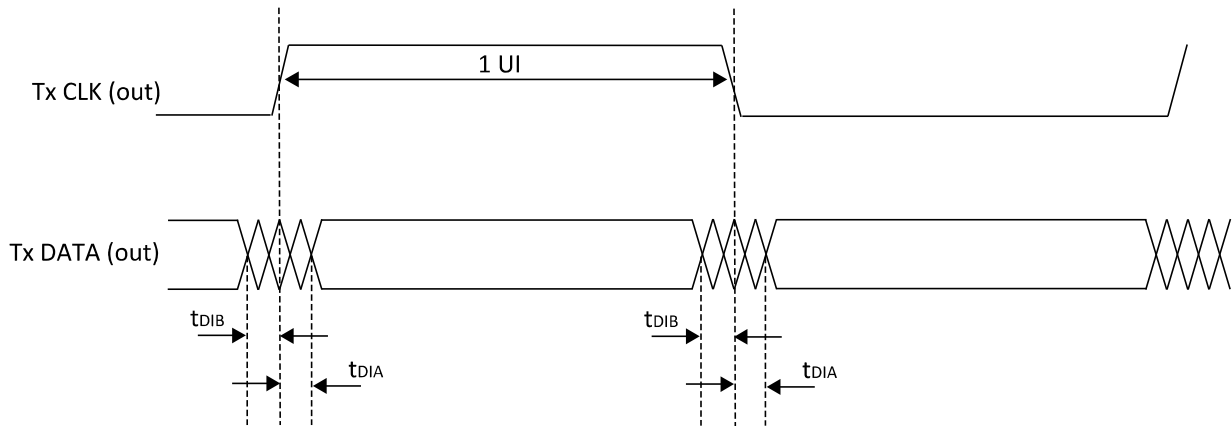 1 UI
Tx CLK (out)
Tx DATA (out)
tDIB
tDIB
tDIA
tDIA